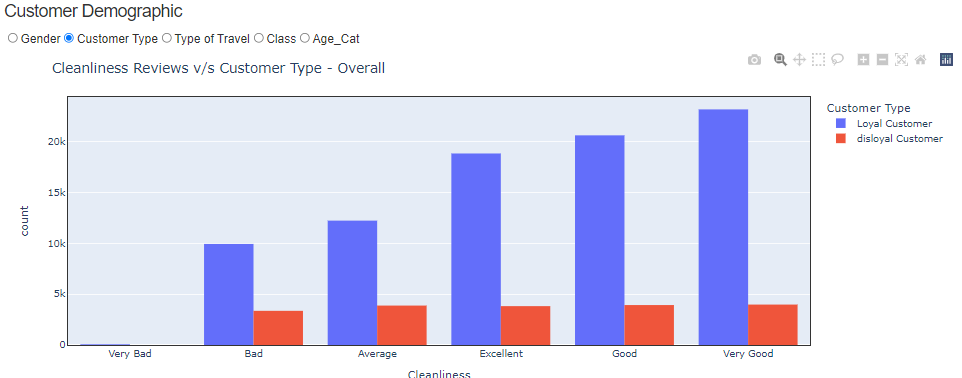 Customer Demographic
Gender Customer Type Type of Travel Class Age_Cat
Cleanliness Reviews v/s Customer Type - Overall
Customer Type
Loyal Customer
disloyal Customer
count
20k
15k
10k
5k
0
Very Bad Bad Average Excellent Good Very Good
Cleanliness